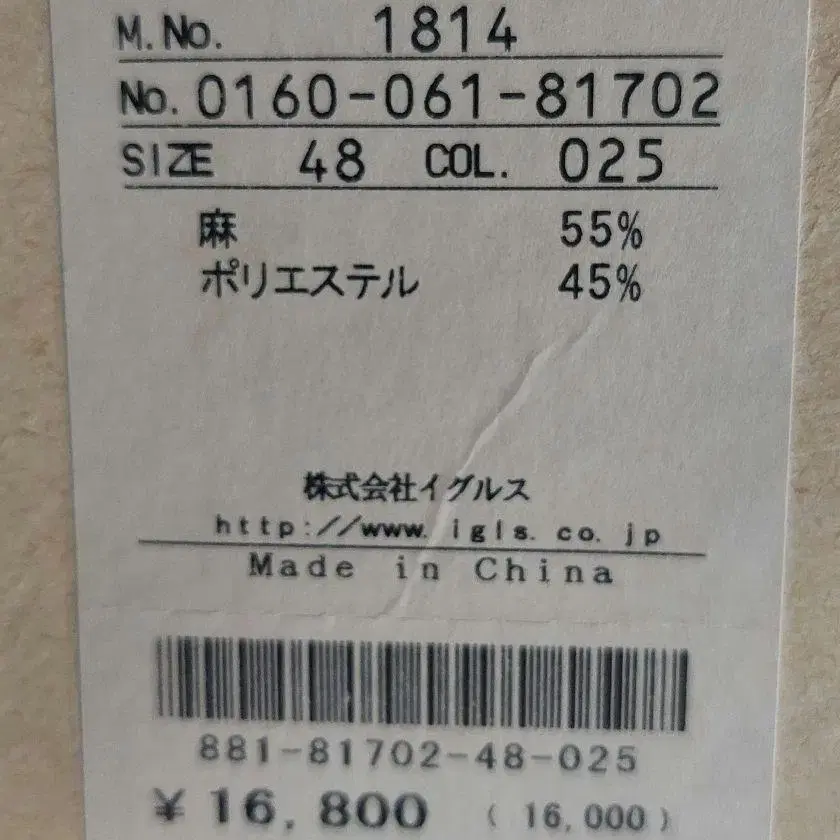 M.No. 1814
No. 0160-061-81702
SIZE 48 COL. 025
麻 55%
ポリエステル 45%
株式会社イグルス
http://www.igls.co.jp
Made in China
881-81702-48-025
¥16,800 (16,000)